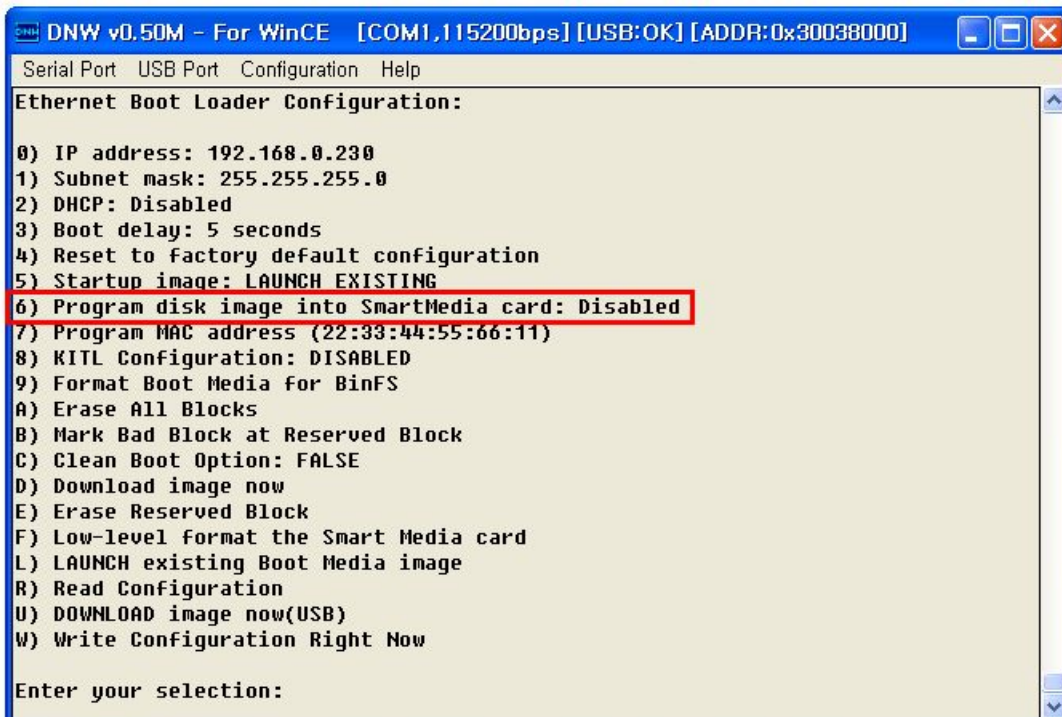 DNW v0.50M - For WinCE [COM1,115200bps][USB:OK][ADDR:0x30038000]
Serial Port USB Port Configuration Help
Ethernet Boot Loader Configuration:
0) IP address: 192.168.0.230
1) Subnet mask: 255.255.255.0
2) DHCP: Disabled
3) Boot delay: 5 seconds
4) Reset to factory default configuration
5) Startup image: LAUNCH EXISTING
6) Program disk image into SmartMedia card: Disabled
7) Program MAC address (22:33:44:55:66:11)
8) KITL Configuration: DISABLED
9) Format Boot Media for BinFS
A) Erase All Blocks
B) Mark Bad Block at Reserved Block
C) Clean Boot Option: FALSE
D) Download image now
E) Erase Reserved Block
F) Low-level format the Smart Media card
L) LAUNCH existing Boot Media image
R) Read Configuration
U) DOWNLOAD image now(USB)
W) Write Configuration Right Now
Enter your selection: